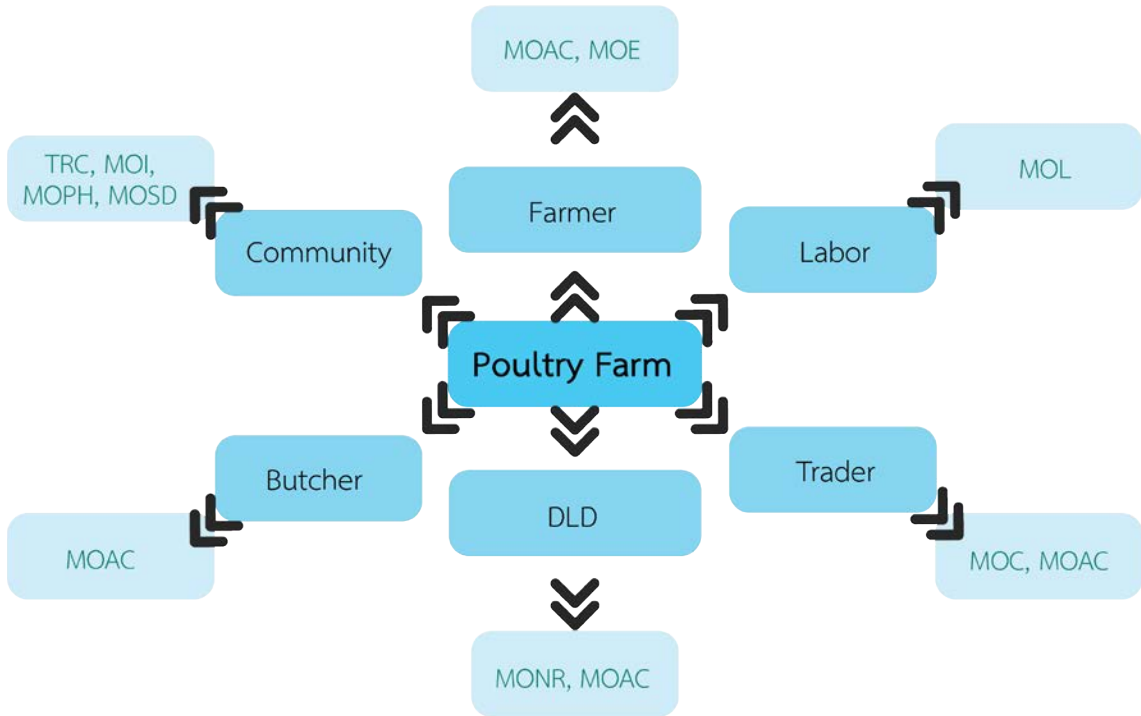 MOAC, MOE
TRC, MOI,
MOPH, MOSD
MOL
Farmer
Community
Labor
Poultry Farm
Butcher
Trader
DLD
MOAC
MOC, MOAC
MONR, MOAC